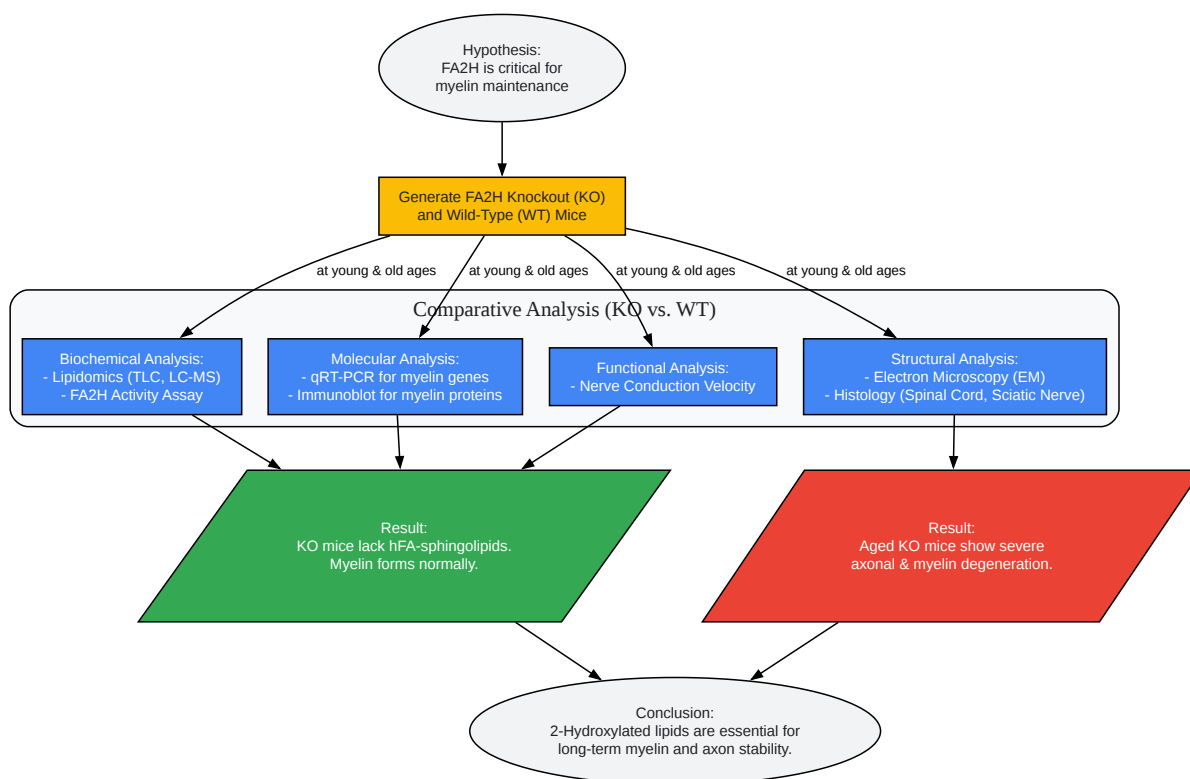 Hypothesis:
FA2H is critical for
myelin maintenance
Generate FA2H Knockout (KO)
and Wild-Type (WT) Mice
at young & old ages
at young & old ages
at young & old ages
at young & old ages
Comparative Analysis (KO vs. WT)
Biochemical Analysis:
- Lipidomics (TLC, LC-MS)
- FA2H Activity Assay
Molecular Analysis:
- qRT-PCR for myelin genes
- Immunoblot for myelin proteins
Functional Analysis:
- Nerve Conduction Velocity
Structural Analysis:
- Electron Microscopy (EM)
- Histology (Spinal Cord, Sciatic Nerve)
Result:
KO mice lack hFA-sphingolipids.
Myelin forms normally.
Result:
Aged KO mice show severe
axonal & myelin degeneration.
Conclusion:
2-Hydroxylated lipids are essential for
long-term myelin and axon stability.